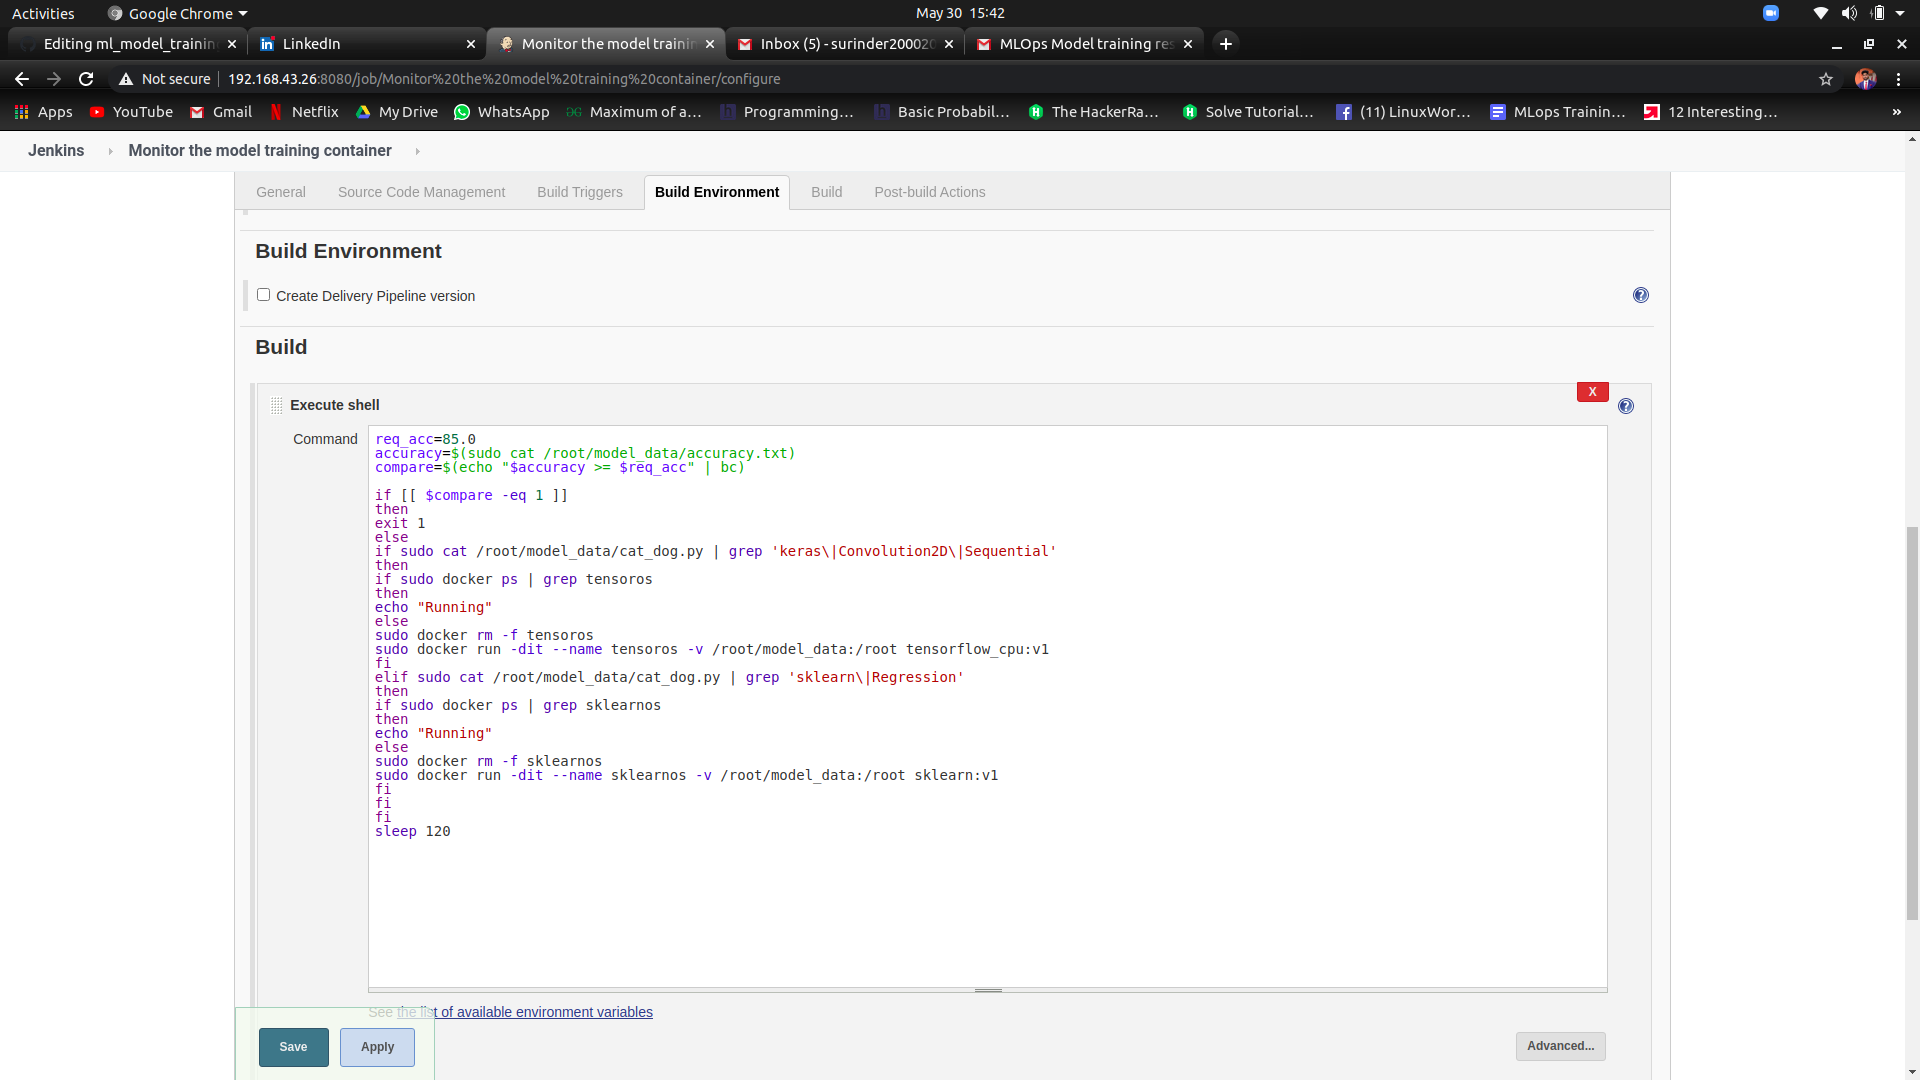 Activities
Google Chrome
May 30 15:42
Editing ml_model_trainin
LinkedIn
Monitor the model trainin
Inbox (5) - surinder200020
MLOps Model training res
Not secure
192.168.43.26:8080/job/Monitor%20the%20model%20training%20container/configure
Apps
YouTube
Gmail
Netflix
My Drive
WhatsApp
Maximum of a...
Programming...
Basic Probabil...
The HackerRa...
Solve Tutorial...
(11) LinuxWor...
MLops Trainin...
12 Interesting...
»
Jenkins
Monitor the model training container
General
Source Code Management
Build Triggers
Build Environment
Build
Post-build Actions
Build Environment
Create Delivery Pipeline version
Build
X
Execute shell
Command
req_acc=85.0
accuracy=$(sudo cat /root/model_data/accuracy.txt)
compare=$(echo "$accuracy >= $req_acc" | bc)
if [[ $compare -eq 1 ]]
then
exit 1
else
if sudo cat /root/model_data/cat_dog.py | grep 'keras\|Convolution2D\|Sequential'
then
if sudo docker ps | grep tensoros
then
echo "Running"
else
sudo docker rm -f tensoros
sudo docker run -dit --name tensoros -v /root/model_data:/root tensorflow_cpu:v1
fi
elif sudo cat /root/model_data/cat_dog.py | grep 'sklearn\|Regression'
then
if sudo docker ps | grep sklearnos
then
echo "Running"
else
sudo docker rm -f sklearnos
sudo docker run -dit --name sklearnos -v /root/model_data:/root sklearn:v1
fi
fi
fi
sleep 120
See the list of available environment variables
Save
Apply
Advanced...